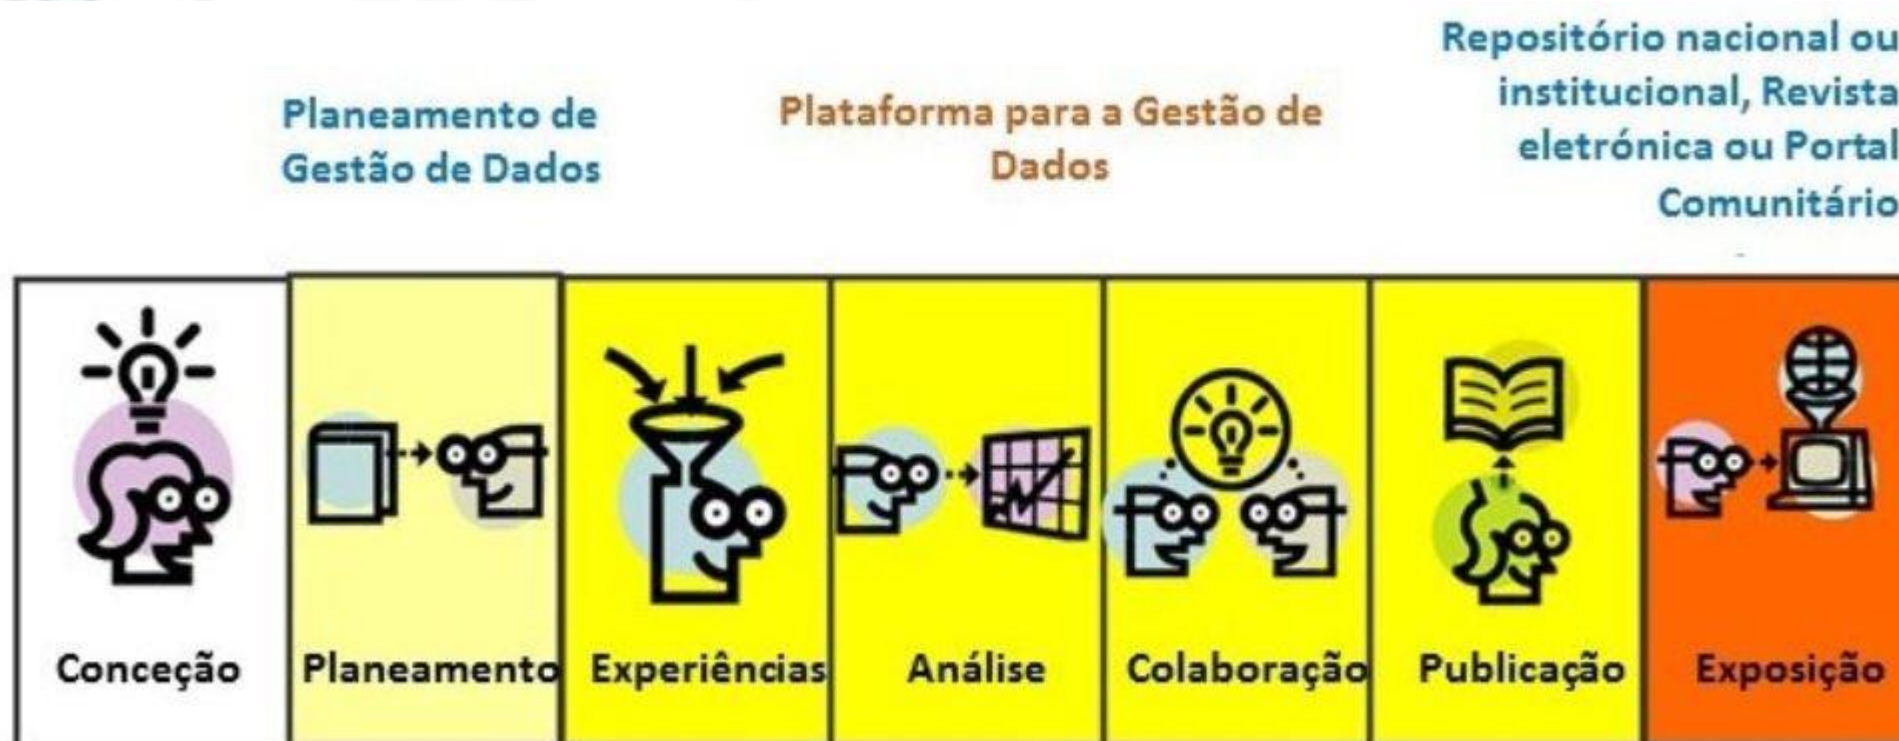 Planeamento de
Gestão de Dados
Plataforma para a Gestão de
Dados
Repositório nacional ou
institucional, Revista
eletrónica ou Portal
Comunitário
Conceção
Planeamento
Experiências
Análise
Colaboração
Publicação
Exposição